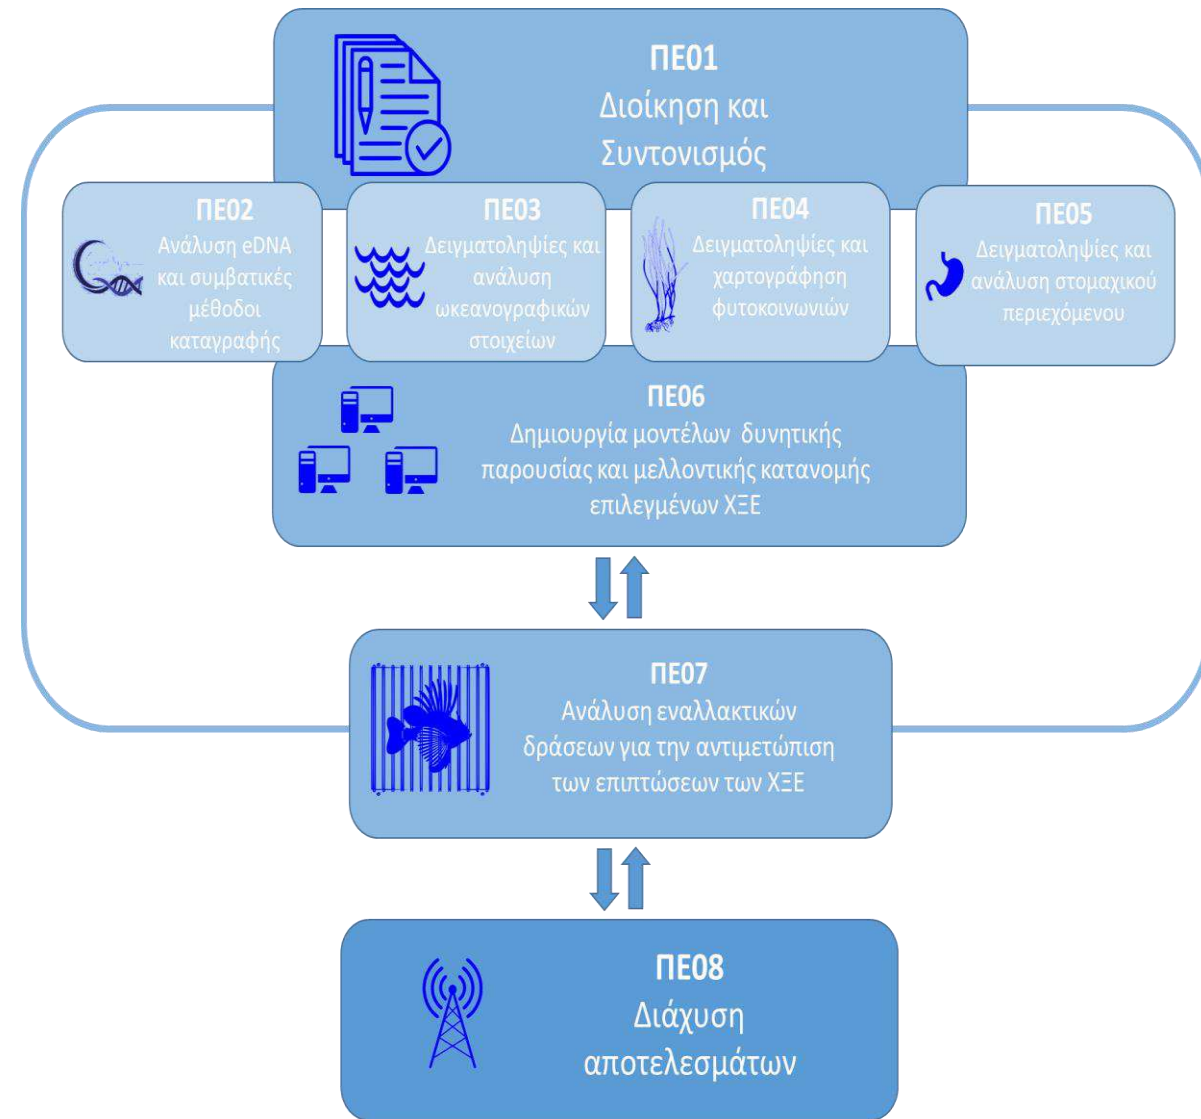 ΠΕ01
Διοίκηση και
Συντονισμός
ΠΕ02
Ανάλυση eDNA
και συμβατικές
μέθοδοι
καταγραφής
ΠΕ03
Δειγματοληψίες και
ανάλυση
ωκεανογραφικών
στοιχείων
ΠΕ04
Δειγματοληψίες και
χαρτογράφηση
φυτοκοινωνιών
ΠΕ05
Δειγματοληψίες και
ανάλυση στομαχικού
περιεχόμενου
ΠΕ06
Δημιουργία μοντέλων δυνητικής
παρουσίας και μελλοντικής κατανομής
επιλεγμένων ΧΞΕ
ΠΕ07
Ανάλυση εναλλακτικών
δράσεων για την αντιμετώπιση
των επιπτώσεων των ΧΞΕ
ΠΕ08
Διάχυση
αποτελεσμάτων